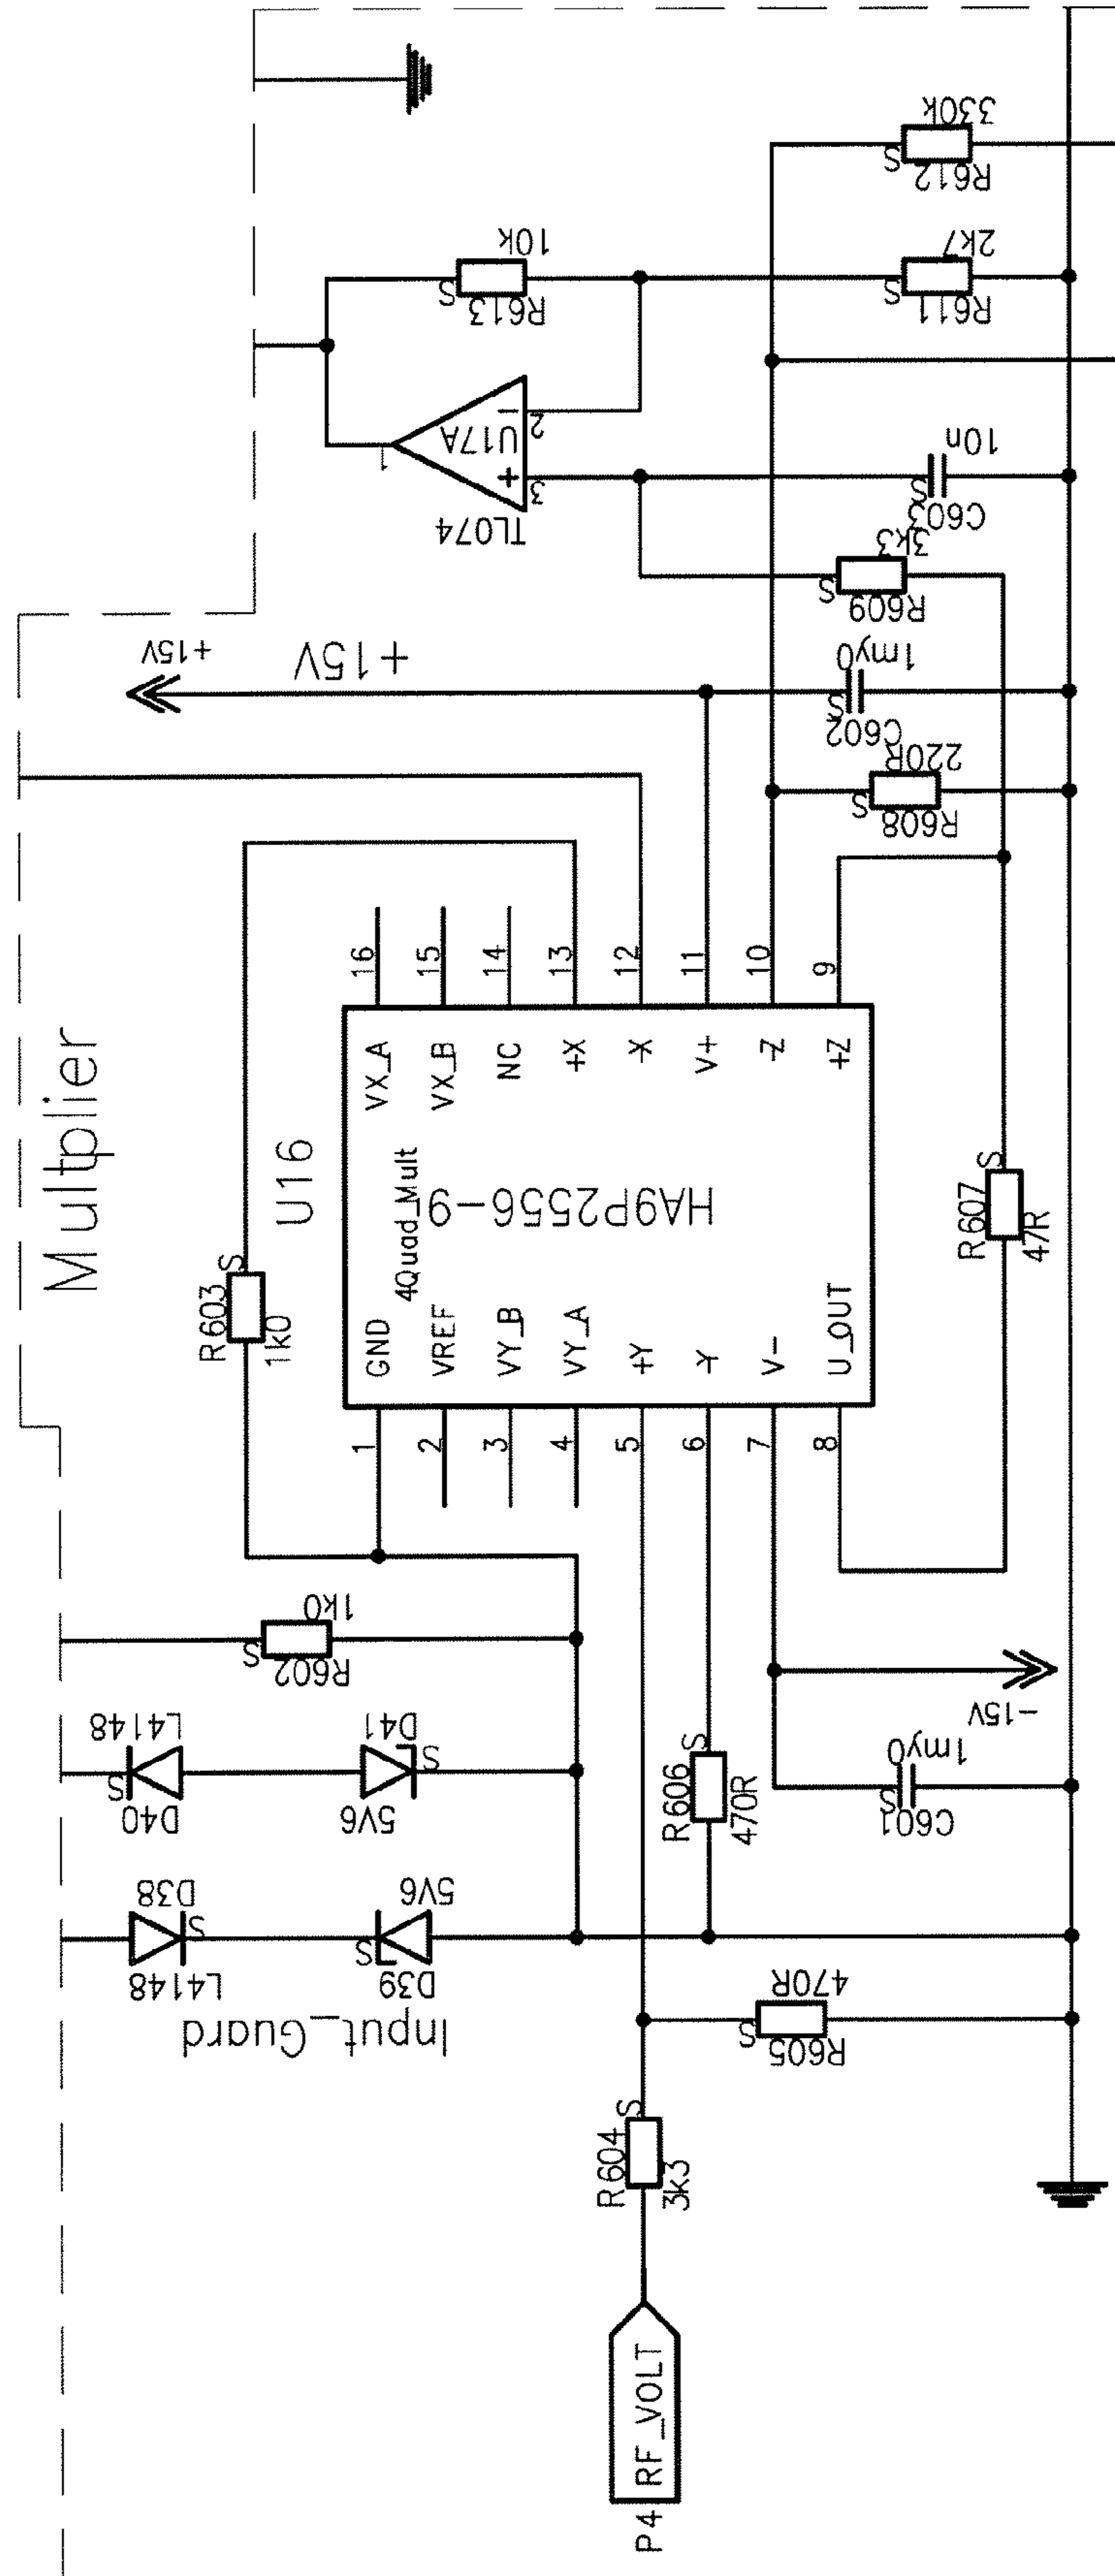 Multplier
Input_Guard
+15V
+15V
330k
S
R612
10k
S
R613
2k7
S
R611
1
U17A
-
2
+
3
TL074
10n
S
C603
3k3
S
R609
1my0
S
C602
220R
S
R608
U16
16
15
14
13
12
11
10
9
VX_A
VX_B
NC
+X
-X
V+
-Z
+Z
4Quad_Mult
HA9P2556-9
GND
VREF
VY_B
VY_A
+Y
-Y
V-
U_OUT
1
2
3
4
5
6
7
8
R603
S
1k0
R607
S
47R
1k0
S
R602
L4148
S
D40
D41
S
5V6
D38
S
L4148
5V6
S
D39
R606
S
470R
-15V
1my0
S
C601
470R
S
R605
R604
S
3k3
P4
RF_VOLT